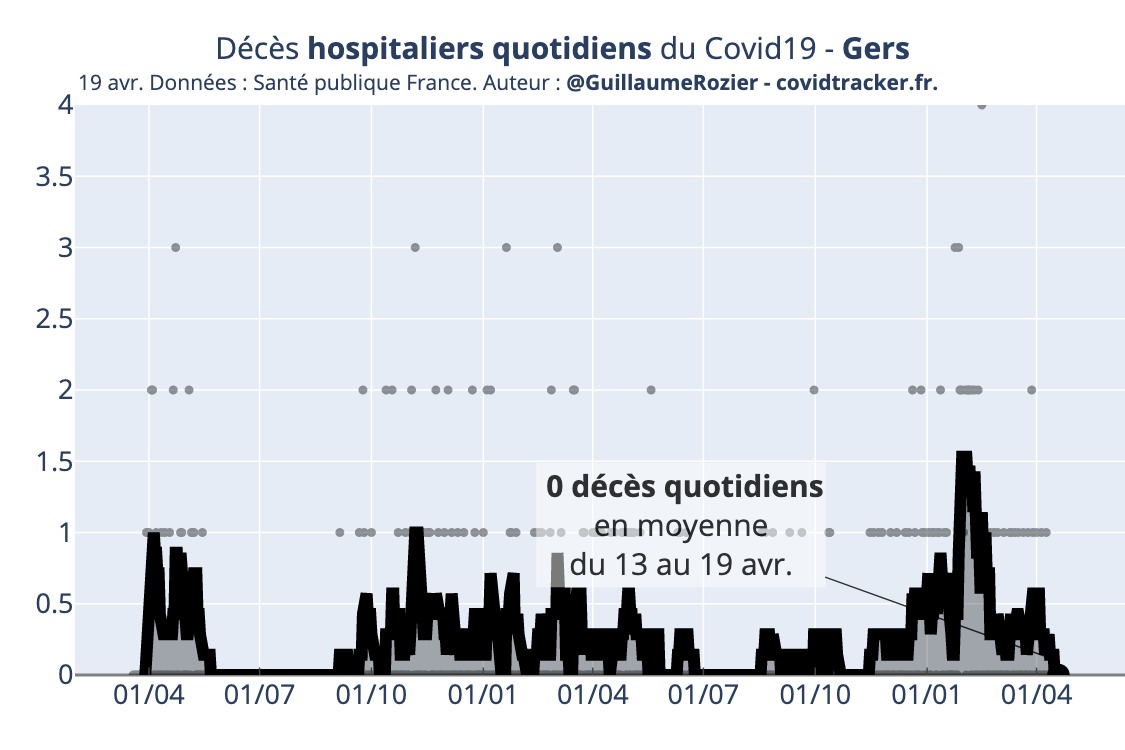 Décès hospitaliers quotidiens du Covid19 - Gers
19 avr. Données : Santé publique France. Auteur : @GuillaumeRozier - covidtracker.fr.
4
3.5
3
2.5
2
1.5
1
0.5
0
0 décès quotidiens
en moyenne
du 13 au 19 avr.
01/04 01/07 01/10 01/01 01/04 01/07 01/10 01/01 01/04